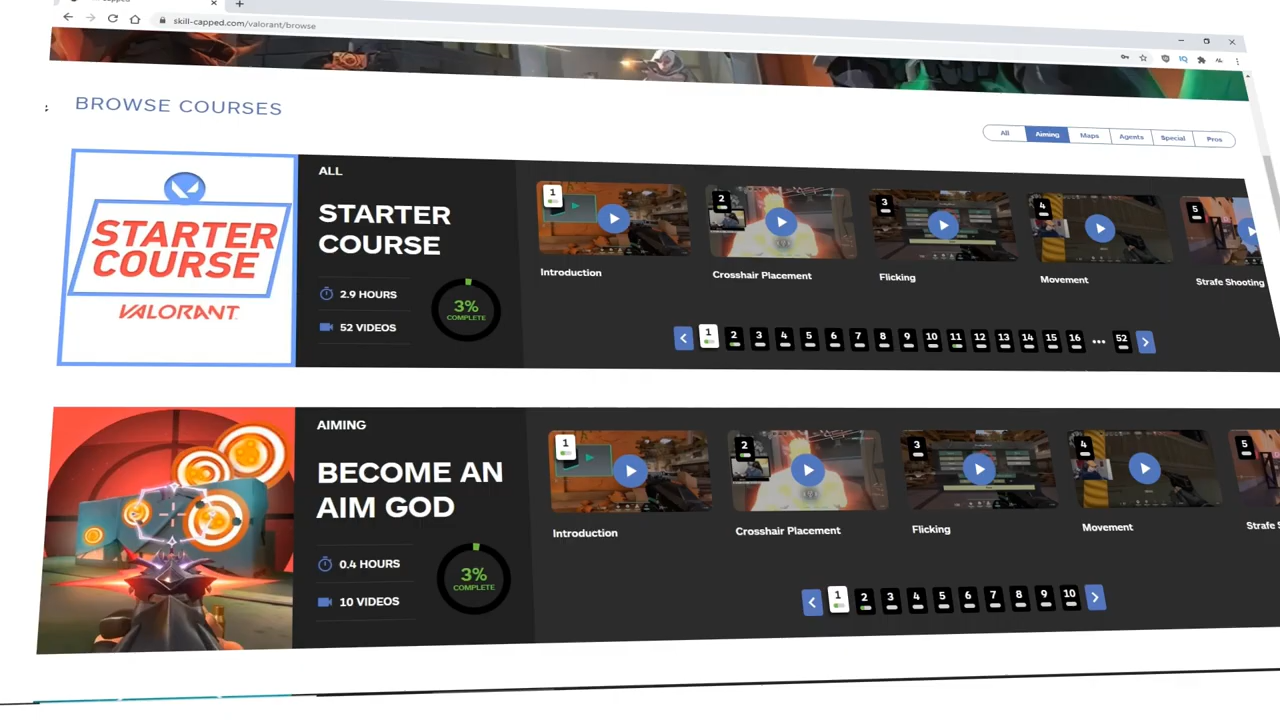 skill-capped.com/valorant/browse
BROWSE COURSES
All
Aiming
Maps
Agents
Special
Pros
STARTER
COURSE
VALORANT
ALL
STARTER
COURSE
2.9 HOURS
52 VIDEOS
3%
COMPLETE
1
2
3
4
5
Introduction
Crosshair Placement
Flicking
Movement
Strafe Shooting
1 2 3 4 5 6 7 8 9 10 11 12 13 14 15 16 ••• 52
AIMING
BECOME AN
AIM GOD
0.4 HOURS
10 VIDEOS
3%
COMPLETE
1
2
3
4
5
Introduction
Crosshair Placement
Flicking
Movement
Strafe
1 2 3 4 5 6 7 8 9 10